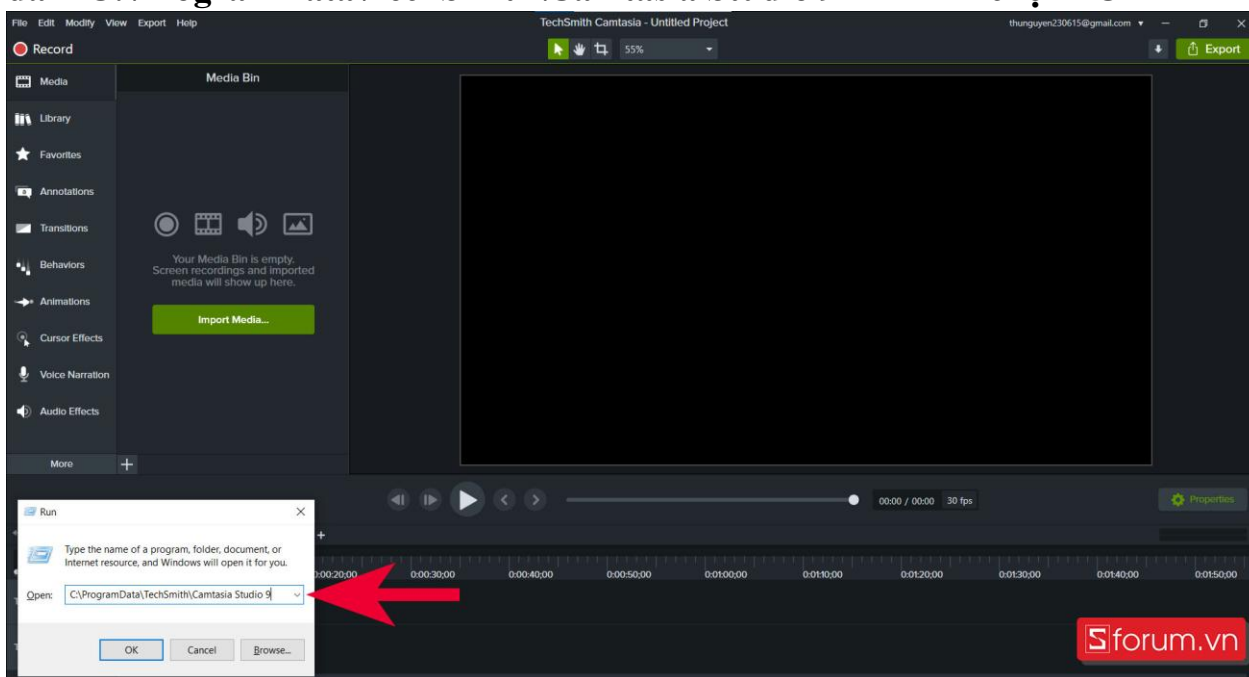 File Edit Modify View Export Help
TechSmith Camtasia - Untitled Project
thunguyen230615@gmail.com
Record
55%
Export
Media
Media Bin
Library
Favorites
Annotations
Transitions
Behaviors
Animations
Cursor Effects
Voice Narration
Audio Effects
More
Your Media Bin is empty.
Screen recordings and imported
media will show up here.
Import Media...
00:00 / 00:00 30 fps
Properties
Run
Type the name of a program, folder, document, or
Internet resource, and Windows will open it for you.
Open: C:\ProgramData\TechSmith\Camtasia Studio 9
OK Cancel Browse...
0:00:20;00 0:00:30;00 0:00:40;00 0:00:50;00 0:01:00;00 0:01:10;00 0:01:20;00 0:01:30;00 0:01:40;00 0:01:50;00
Sforum.vn